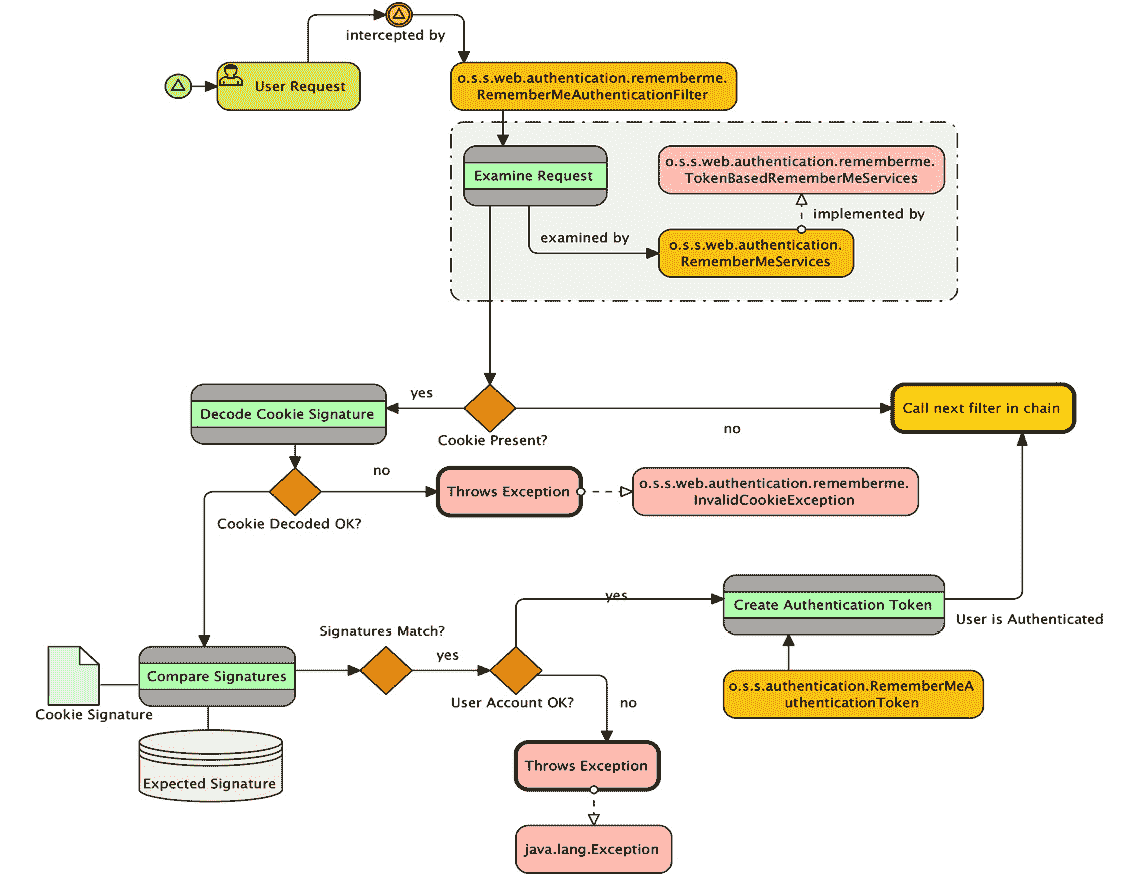 intercepted by
User Request
o.s.s.web.authentication.rememberme.
RememberMeAuthenticationFilter
Examine Request
o.s.s.web.authentication.rememberme.
TokenBasedRememberMeServices
implemented by
examined by
o.s.s.web.authentication.
RememberMeServices
yes
Decode Cookie Signature
Cookie Present?
no
Call next filter in chain
no
Throws Exception
o.s.s.web.authentication.rememberme.
InvalidCookieException
Cookie Decoded OK?
yes
Create Authentication Token
User is Authenticated
Signatures Match?
yes
Compare Signatures
User Account OK?
no
o.s.s.authentication.RememberMeA
uthenticationToken
Cookie Signature
Expected Signature
Throws Exception
java.lang.Exception